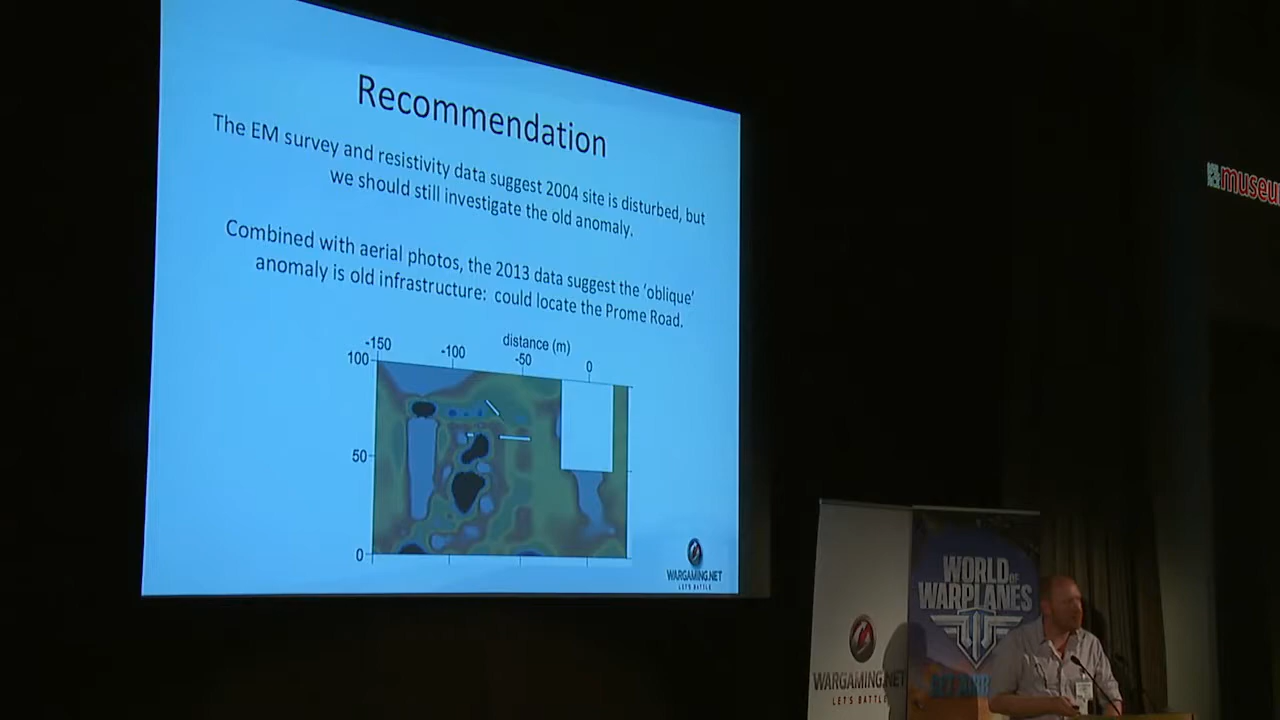 Recommendation
The EM survey and resistivity data suggest 2004 site is disturbed, but
we should still investigate the old anomaly.
Combined with aerial photos, the 2013 data suggest the 'oblique'
anomaly is old infrastructure: could locate the Prome Road.
distance (m)
-150 -100 -50 0
100
50
0
WARGAMING.NET
LET'S BATTLE
museu
WORLD OF
WARPLANES
WARGAMING.NET
LET'S BATTLE